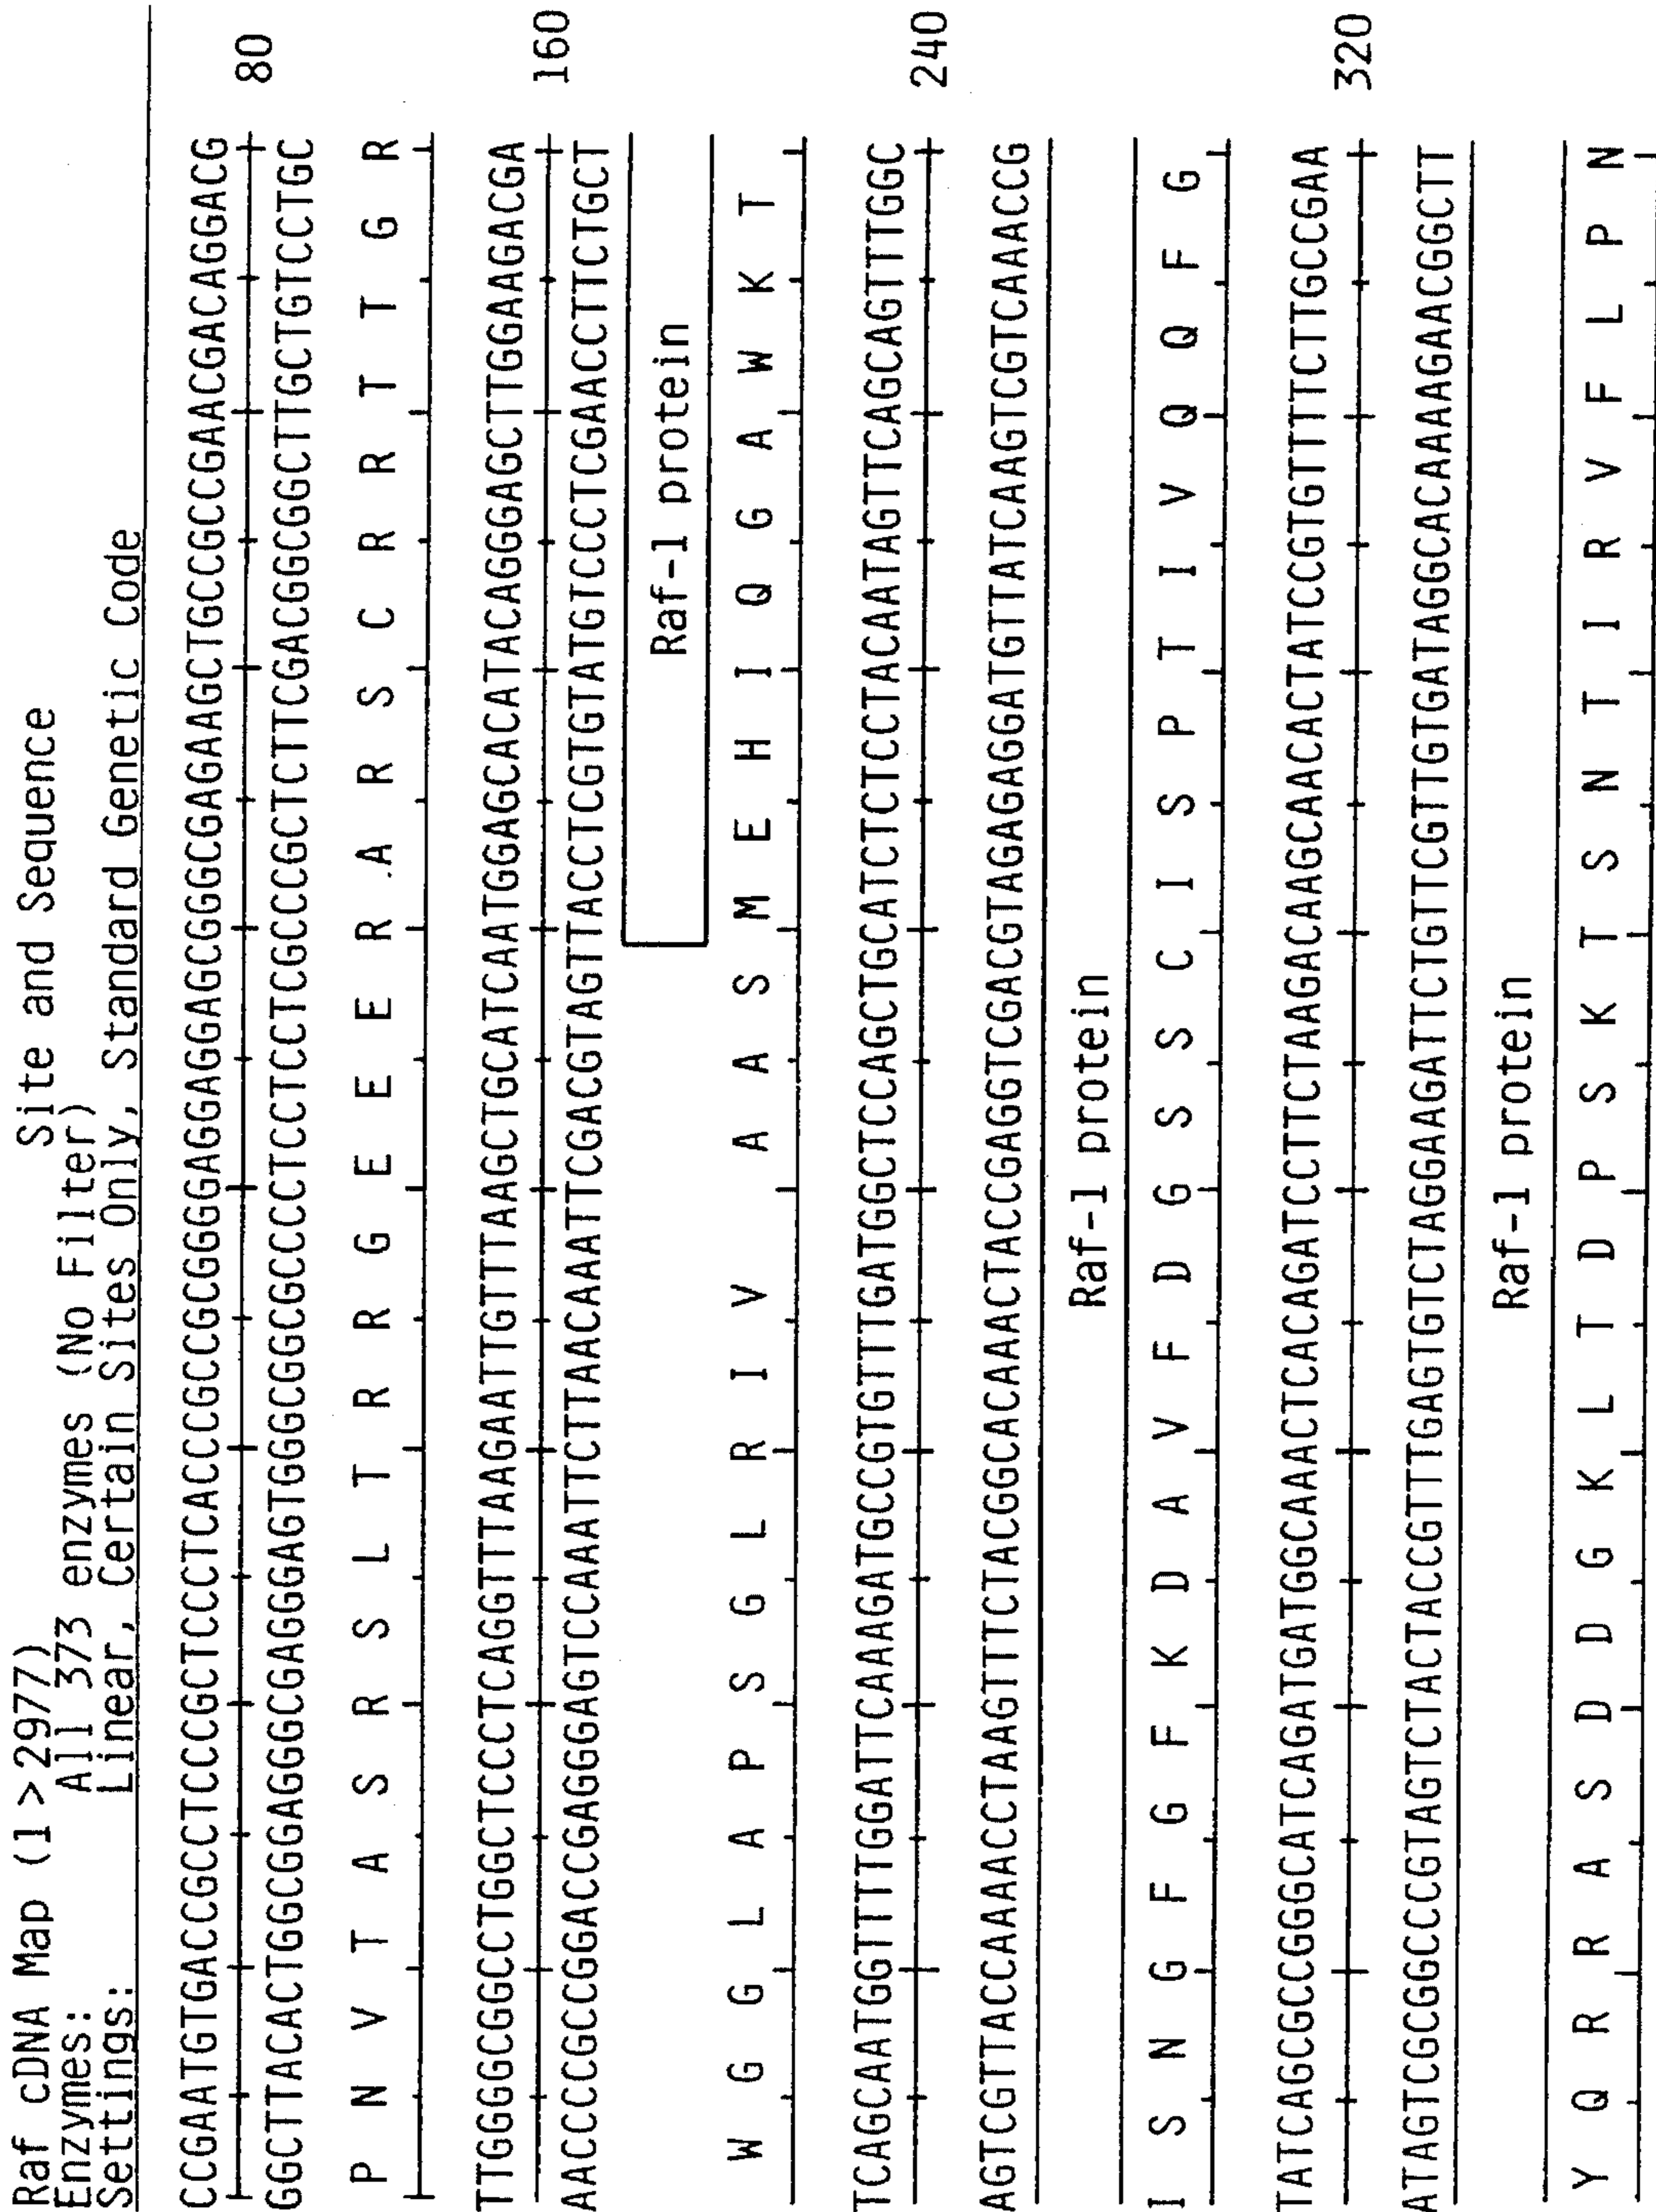 Raf cDNA Map (1 > 2977) Site and Sequence
Enzymes: All 373 enzymes (No Filter)
Settings: Linear, Certain Sites Only, Standard Genetic Code
CCGAATGTGACCGCCTCCCGCTCCCTCACCCGCCGCGGGGAGGAGGAGCGGGCGAGAAGCTGCCGCCGAACGACAGGACG
80
GGCTTACACTGGCGGAGGGCGAGGGAGTGGGCGGCGCCCCTCCTCCTCGCCCGCTCTTCGACGGCGGCTTGCTGTCCTGC
P N V T A S R S L T R R G E E E R A R S C R R T T G R
TTGGGGCGGCCTGGCTCCCTCAGGTTTAAGAATTGTTTAAGCTGCATCAATGGAGCACATACAGGGAGCTTGGAAGACGA
160
AACCCCGCCGGACCGAGGGAGTCCAAATTCTTAACAAATTCGACGTAGTTACCTCGTGTATGTCCCTCGAACCTTCTGCT
Raf-1 protein
W G G L A P S G L R I V A A S M E H I Q G A W K T
TCAGCAATGGTTTTGGATTCAAAGATGCCGTGTTTGATGGCTCCAGCTGCATCTCTCCTACAATAGTTCAGCAGTTTGGC
240
AGTCGTTACCAAAACCTAAGTTTCTACGGCACAAACTACCGAGGTCGACGTAGAGAGGATGTTATCAAGTCGTCAAACCG
Raf-1 protein
I S N G F G F K D A V F D G S S C I S P T I V Q Q F G
TATCAGCGCCGGGCATCAGATGATGGCAAACTCACAGATCCTTCTAAGACAAGCAACACTATCCGTGTTTTCTTGCCGAA
320
ATAGTCGCGGCCCGTAGTCTACTACCGTTTGAGTGTCTAGGAAGATTCTGTTCGTTGTGATAGGCACAAAAGAACGGCTT
Raf-1 protein
Y Q R R A S D D G K L T D P S K T S N T I R V F L P N